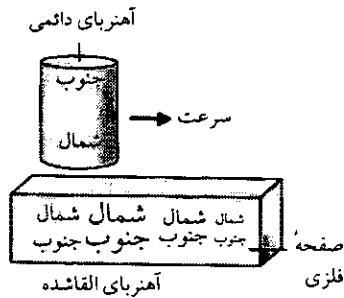 آهنربای دائمی
جنوب
شمال
سرعت
شمال شمال شمال شمال
جنوب جنوب جنوب جنوب
صفحهٔ فلزی
آهنربای القاشده